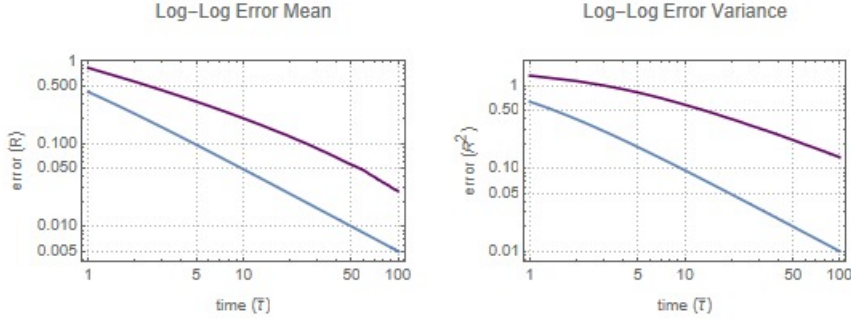 Log-Log Error Mean
error (R)
1
0.500
0.100
0.050
0.010
0.005
1 5 10 50 100
time (τ̅)
Log-Log Error Variance
error (R²)
1
0.50
0.10
0.05
0.01
1 5 10 50 100
time (τ̅)